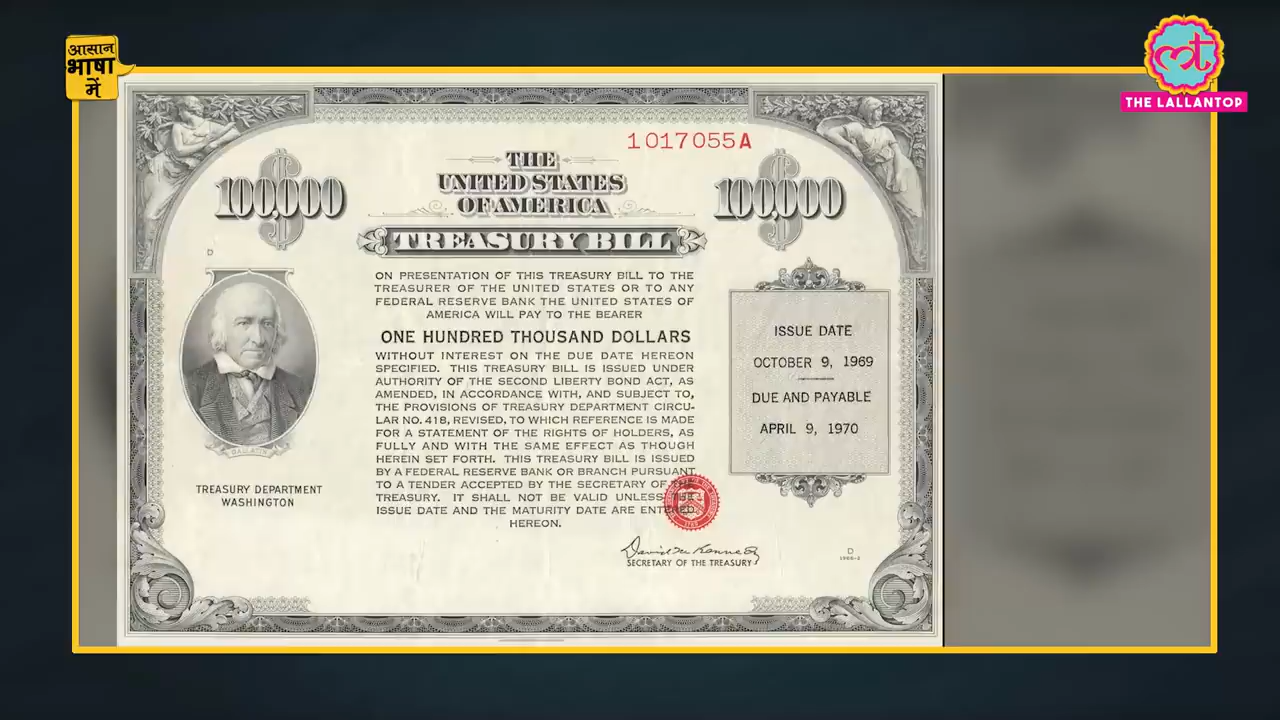 आसान
भाषा
में
THE LALLANTOP
1017055A
100,000
THE
UNITED STATES
OF AMERICA
100,000
TREASURY BILL
D
ON PRESENTATION OF THIS TREASURY BILL TO THE
TREASURER OF THE UNITED STATES OR TO ANY
FEDERAL RESERVE BANK THE UNITED STATES OF
AMERICA WILL PAY TO THE BEARER
ONE HUNDRED THOUSAND DOLLARS
WITHOUT INTEREST ON THE DUE DATE HEREON
SPECIFIED. THIS TREASURY BILL IS ISSUED UNDER
AUTHORITY OF THE SECOND LIBERTY BOND ACT, AS
AMENDED, IN ACCORDANCE WITH, AND SUBJECT TO,
THE PROVISIONS OF TREASURY DEPARTMENT CIRCU-
LAR NO. 418, REVISED, TO WHICH REFERENCE IS MADE
FOR A STATEMENT OF THE RIGHTS OF HOLDERS, AS
FULLY AND WITH THE SAME EFFECT AS THOUGH
HEREIN SET FORTH. THIS TREASURY BILL IS ISSUED
BY A FEDERAL RESERVE BANK OR BRANCH PURSUANT
TO A TENDER ACCEPTED BY THE SECRETARY OF THE
TREASURY. IT SHALL NOT BE VALID UNLESS THE
ISSUE DATE AND THE MATURITY DATE ARE ENTERED
HEREON.
ISSUE DATE
OCTOBER 9, 1969
DUE AND PAYABLE
APRIL 9, 1970
GALLATIN
TREASURY DEPARTMENT
WASHINGTON
1789
David M. Kennedy
SECRETARY OF THE TREASURY
D